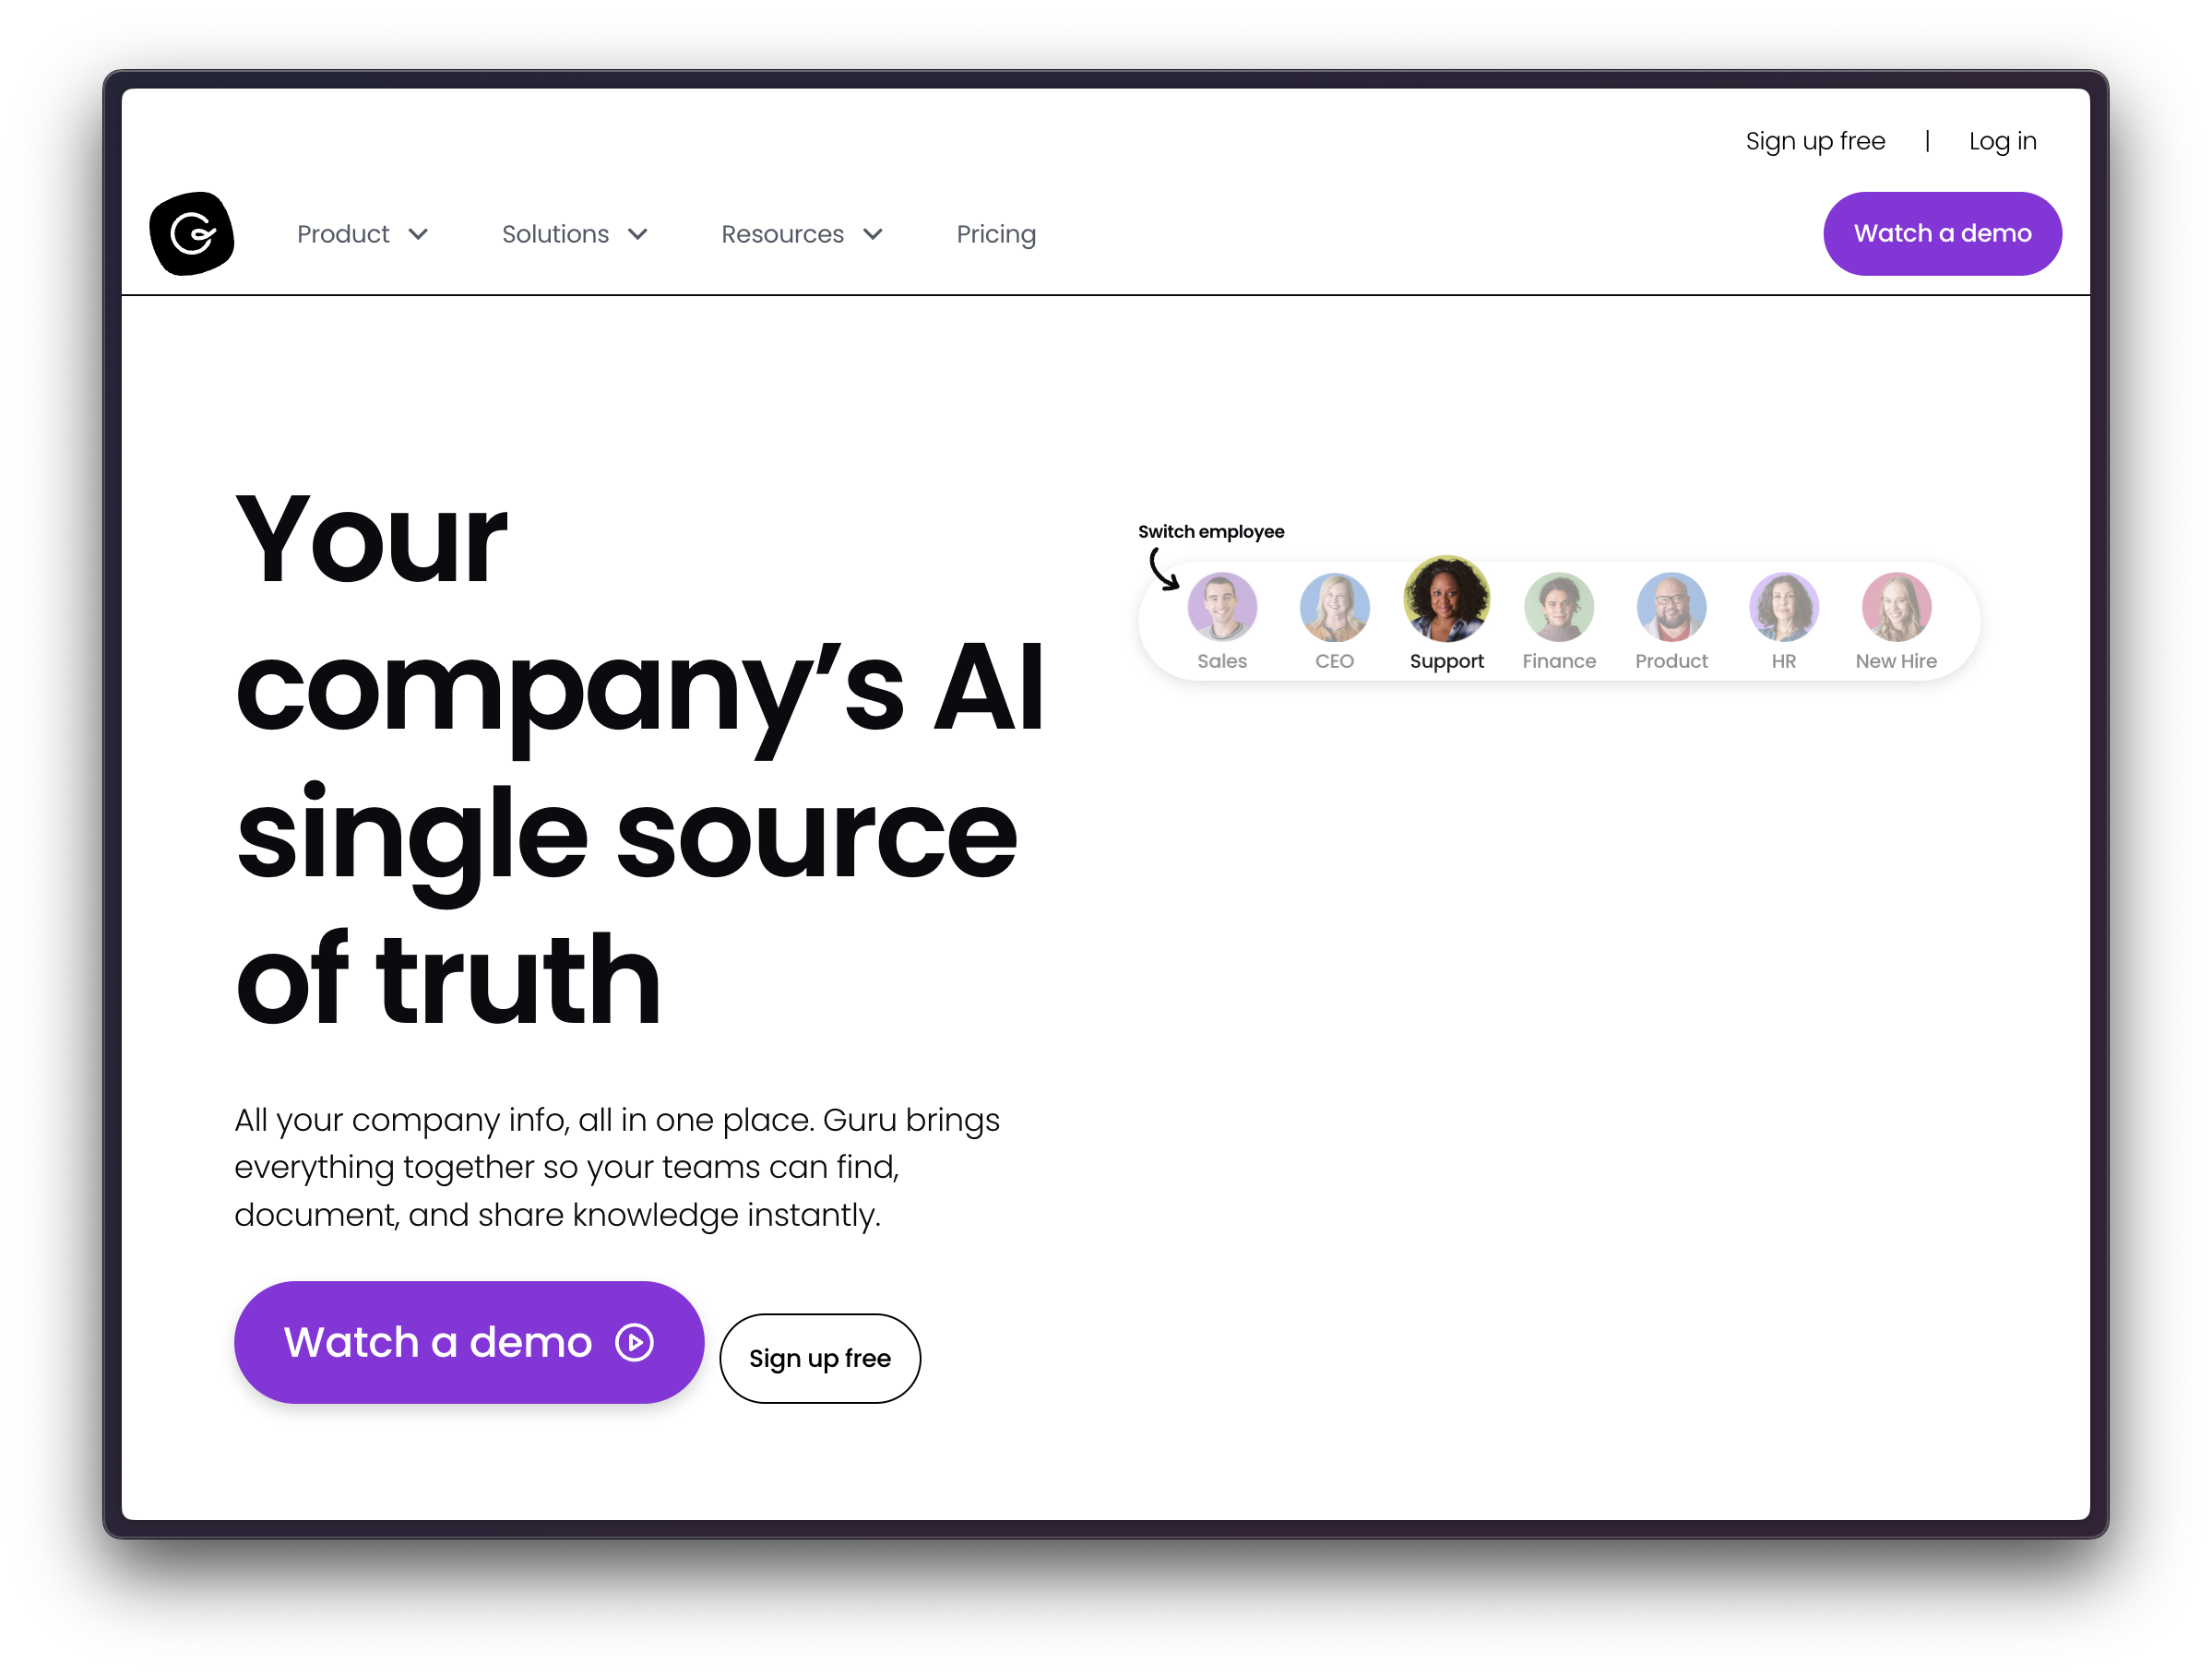 Sign up free | Log in
Product Solutions Resources Pricing Watch a demo
Your
company’s AI
single source
of truth
All your company info, all in one place. Guru brings
everything together so your teams can find,
document, and share knowledge instantly.
Watch a demo
Sign up free
Switch employee
Sales CEO Support Finance Product HR New Hire